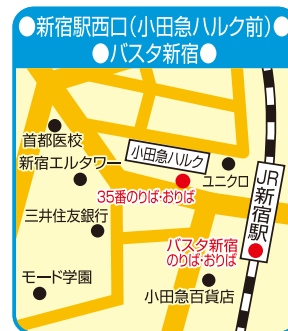 ●新宿駅西口(小田急ハルク前)●
●バスタ新宿●
首都医校
新宿エルタワー
小田急ハルク
35番のりば・おりば
ユニクロ
三井住友銀行
JR新宿駅
バスタ新宿
のりば・おりば
モード学園
小田急百貨店